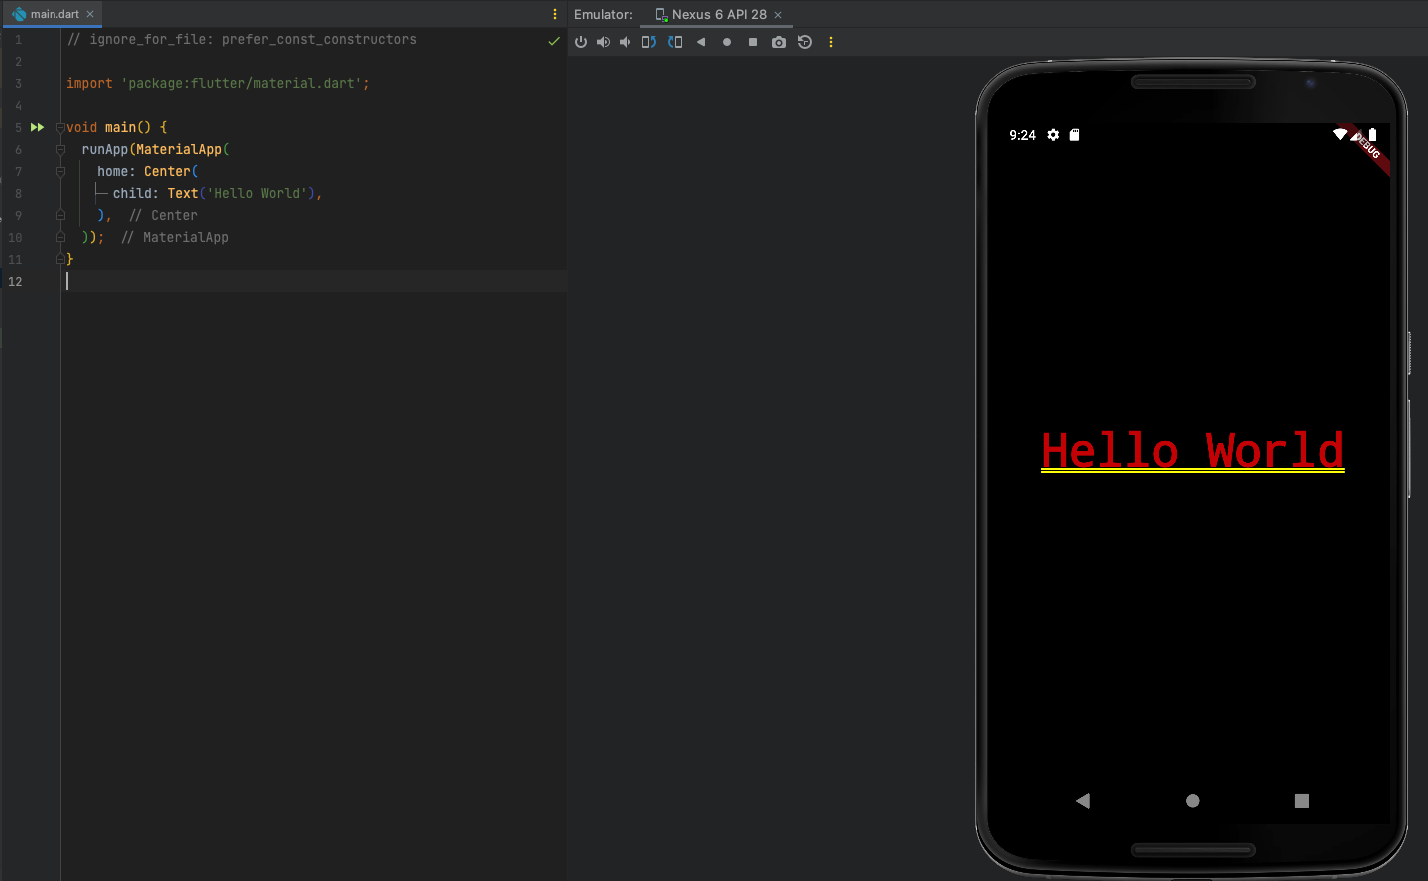 main.dart
Emulator: Nexus 6 API 28
1 // ignore_for_file: prefer_const_constructors
2
3 import 'package:flutter/material.dart';
4
5 void main() {
6 runApp(MaterialApp(
7 home: Center(
8 child: Text('Hello World'),
9 ), // Center
10 )); // MaterialApp
11 }
12
9:24
DEBUG
Hello World